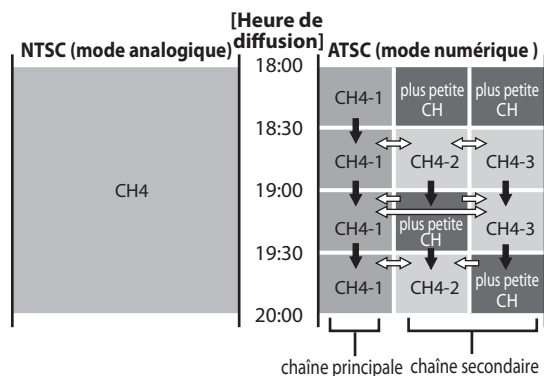 [Heure de
diffusion]
NTSC (mode analogique)
ATSC (mode numérique )
18:00
CH4-1
plus petite
CH
plus petite
CH
18:30
CH4-1
CH4-2
CH4-3
CH4
19:00
CH4-1
plus petite
CH
CH4-3
19:30
CH4-1
CH4-2
plus petite
CH
20:00
chaîne principale
chaîne secondaire